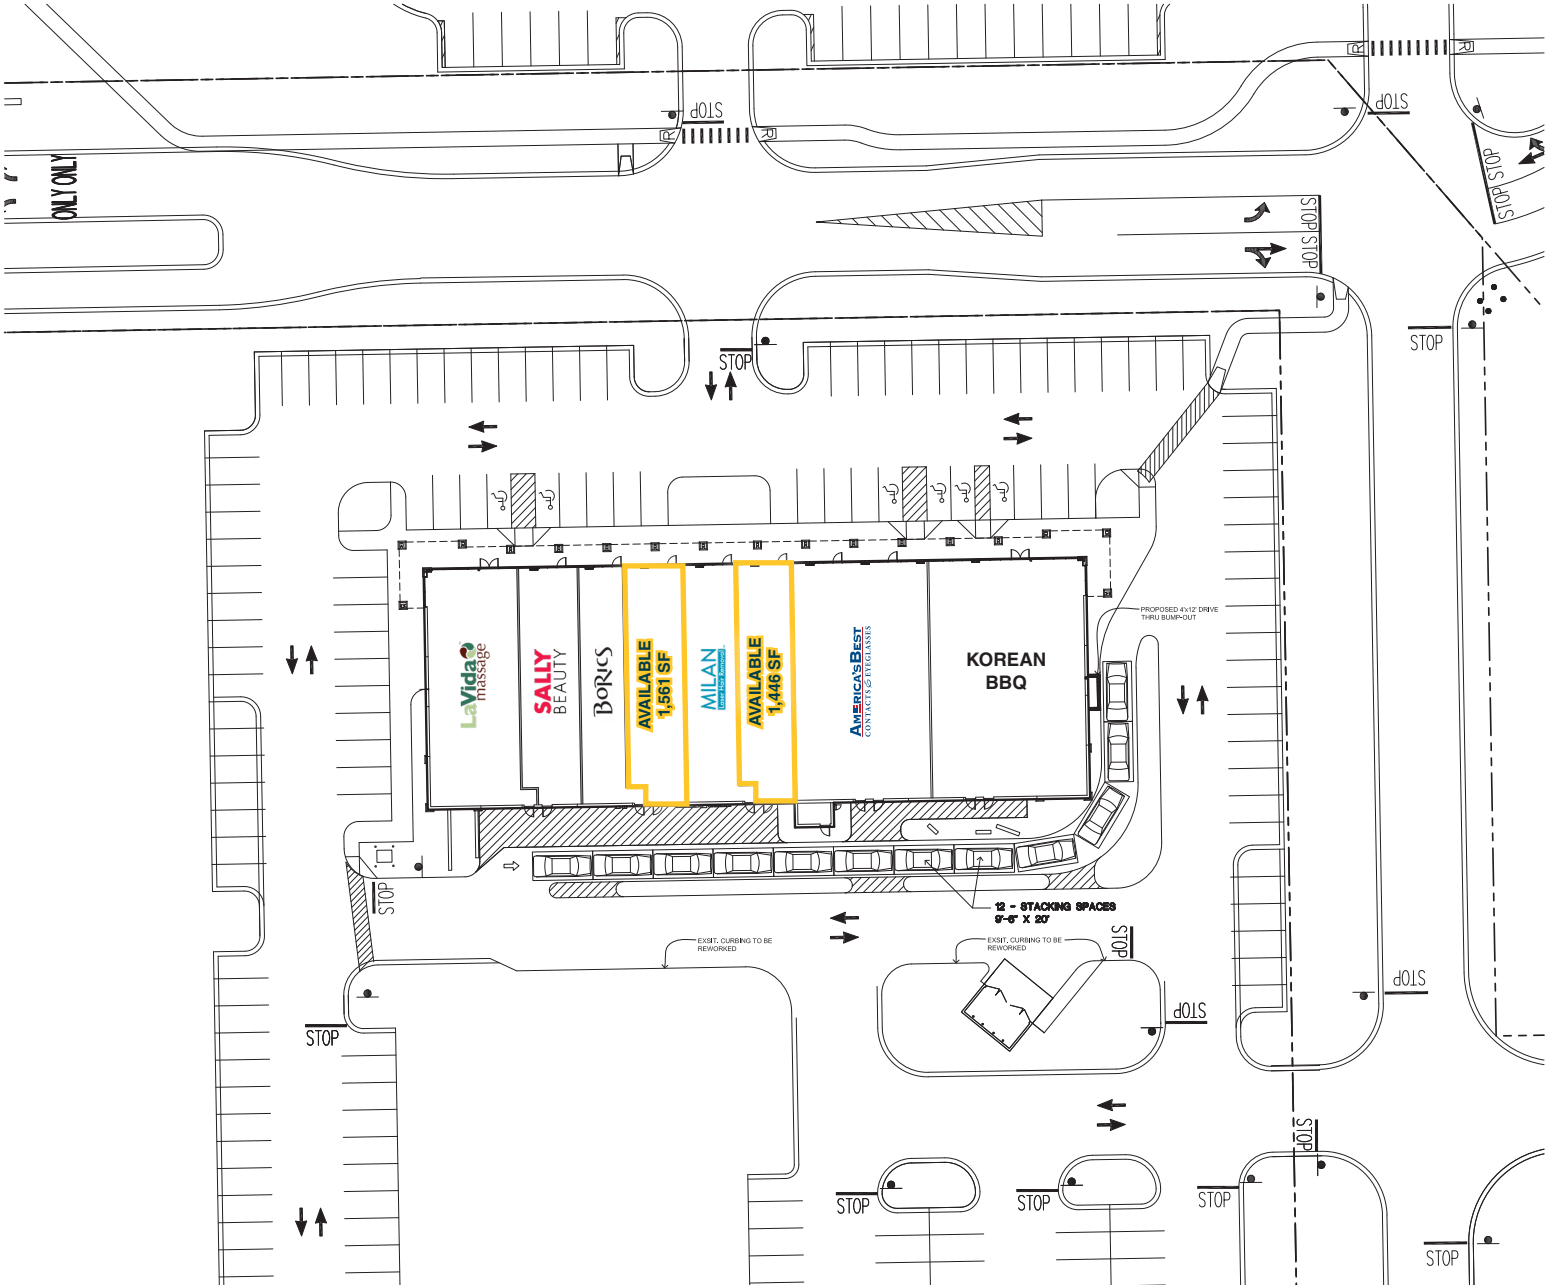 STOP
STOP
R
R
R
R
ONLY ONLY
STOP
STOP
STOP
STOP
STOP
STOP
STOP
LaVida
massage
SALLY
BEAUTY
BoRics
AVAILABLE
1,561 SF
MILAN
Laser Hair Removal
AVAILABLE
1,446 SF
AMERICA'S BEST
CONTACTS & EYEGLASSES
KOREAN
BBQ
PROPOSED 4'x12' DRIVE
THRU BUMP-OUT
STOP
12 - STACKING SPACES
9'-6" X 20'
EXSIT. CURBING TO BE
REWORKED
EXSIT. CURBING TO BE
REWORKED
STOP
STOP
STOP
STOP
STOP
STOP
STOP
STOP
STOP